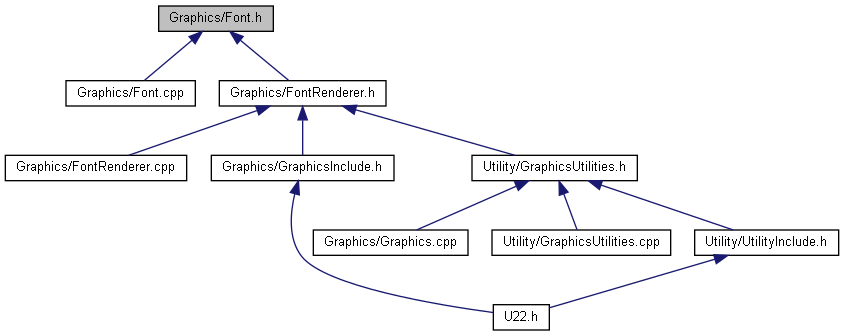 Graphics/Font.h
Graphics/Font.cpp
Graphics/FontRenderer.h
Graphics/FontRenderer.cpp
Graphics/GraphicsInclude.h
Utility/GraphicsUtilities.h
Graphics/Graphics.cpp
Utility/GraphicsUtilities.cpp
Utility/UtilityInclude.h
U22.h